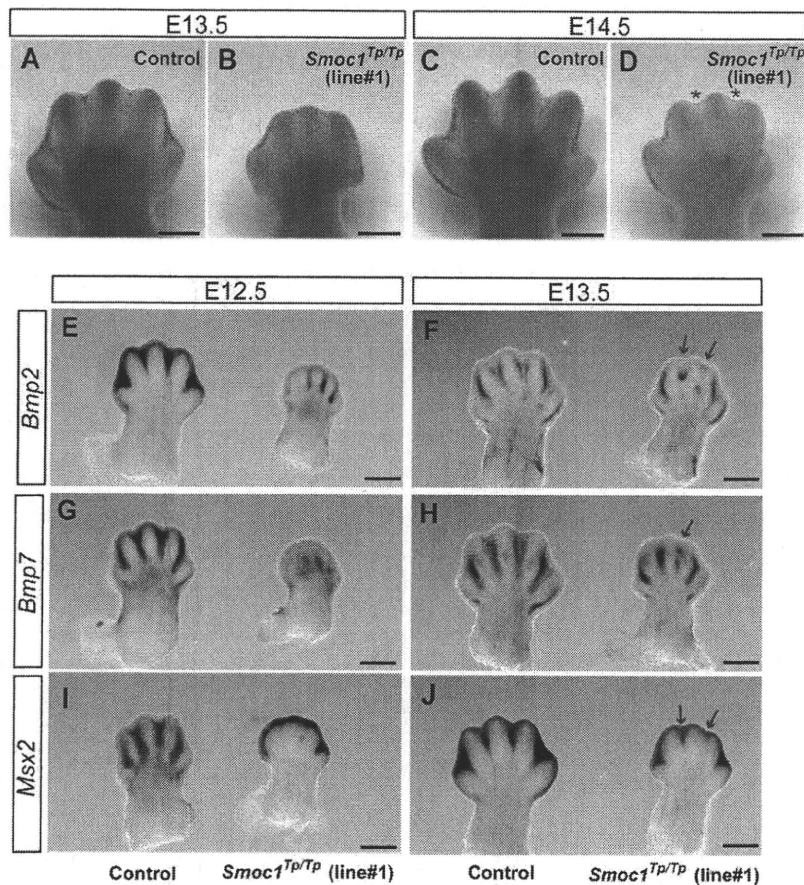 E13.5
E14.5
A Control
B Smoc1Tp/Tp (line#1)
C Control
D Smoc1Tp/Tp (line#1)
* *
E12.5
E13.5
Bmp2
E
F
Bmp7
G
H
Msx2
I
J
Control
Smoc1Tp/Tp (line#1)
Control
Smoc1Tp/Tp (line#1)